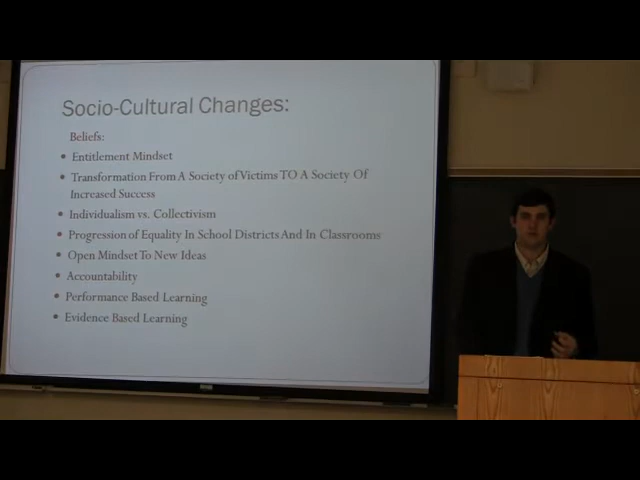 Socio-Cultural Changes:
Beliefs:
• Entitlement Mindset
• Transformation From A Society of Victims TO A Society Of
Increased Success
• Individualism vs. Collectivism
• Progression of Equality In School Districts And In Classrooms
• Open Mindset To New Ideas
• Accountability
• Performance Based Learning
• Evidence Based Learning